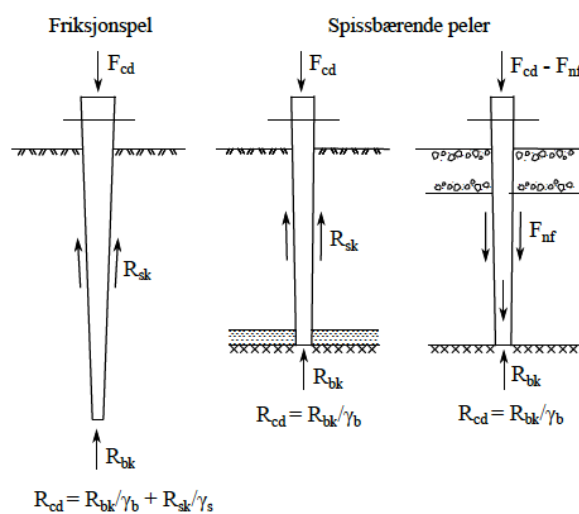 Friksjonspel
Spissbærende peler
F_cd
F_cd
F_cd - F_nf
R_sk
R_sk
F_nf
R_bk
R_bk
R_bk
R_cd = R_bk/γ_b
R_cd = R_bk/γ_b
R_cd = R_bk/γ_b + R_sk/γ_s